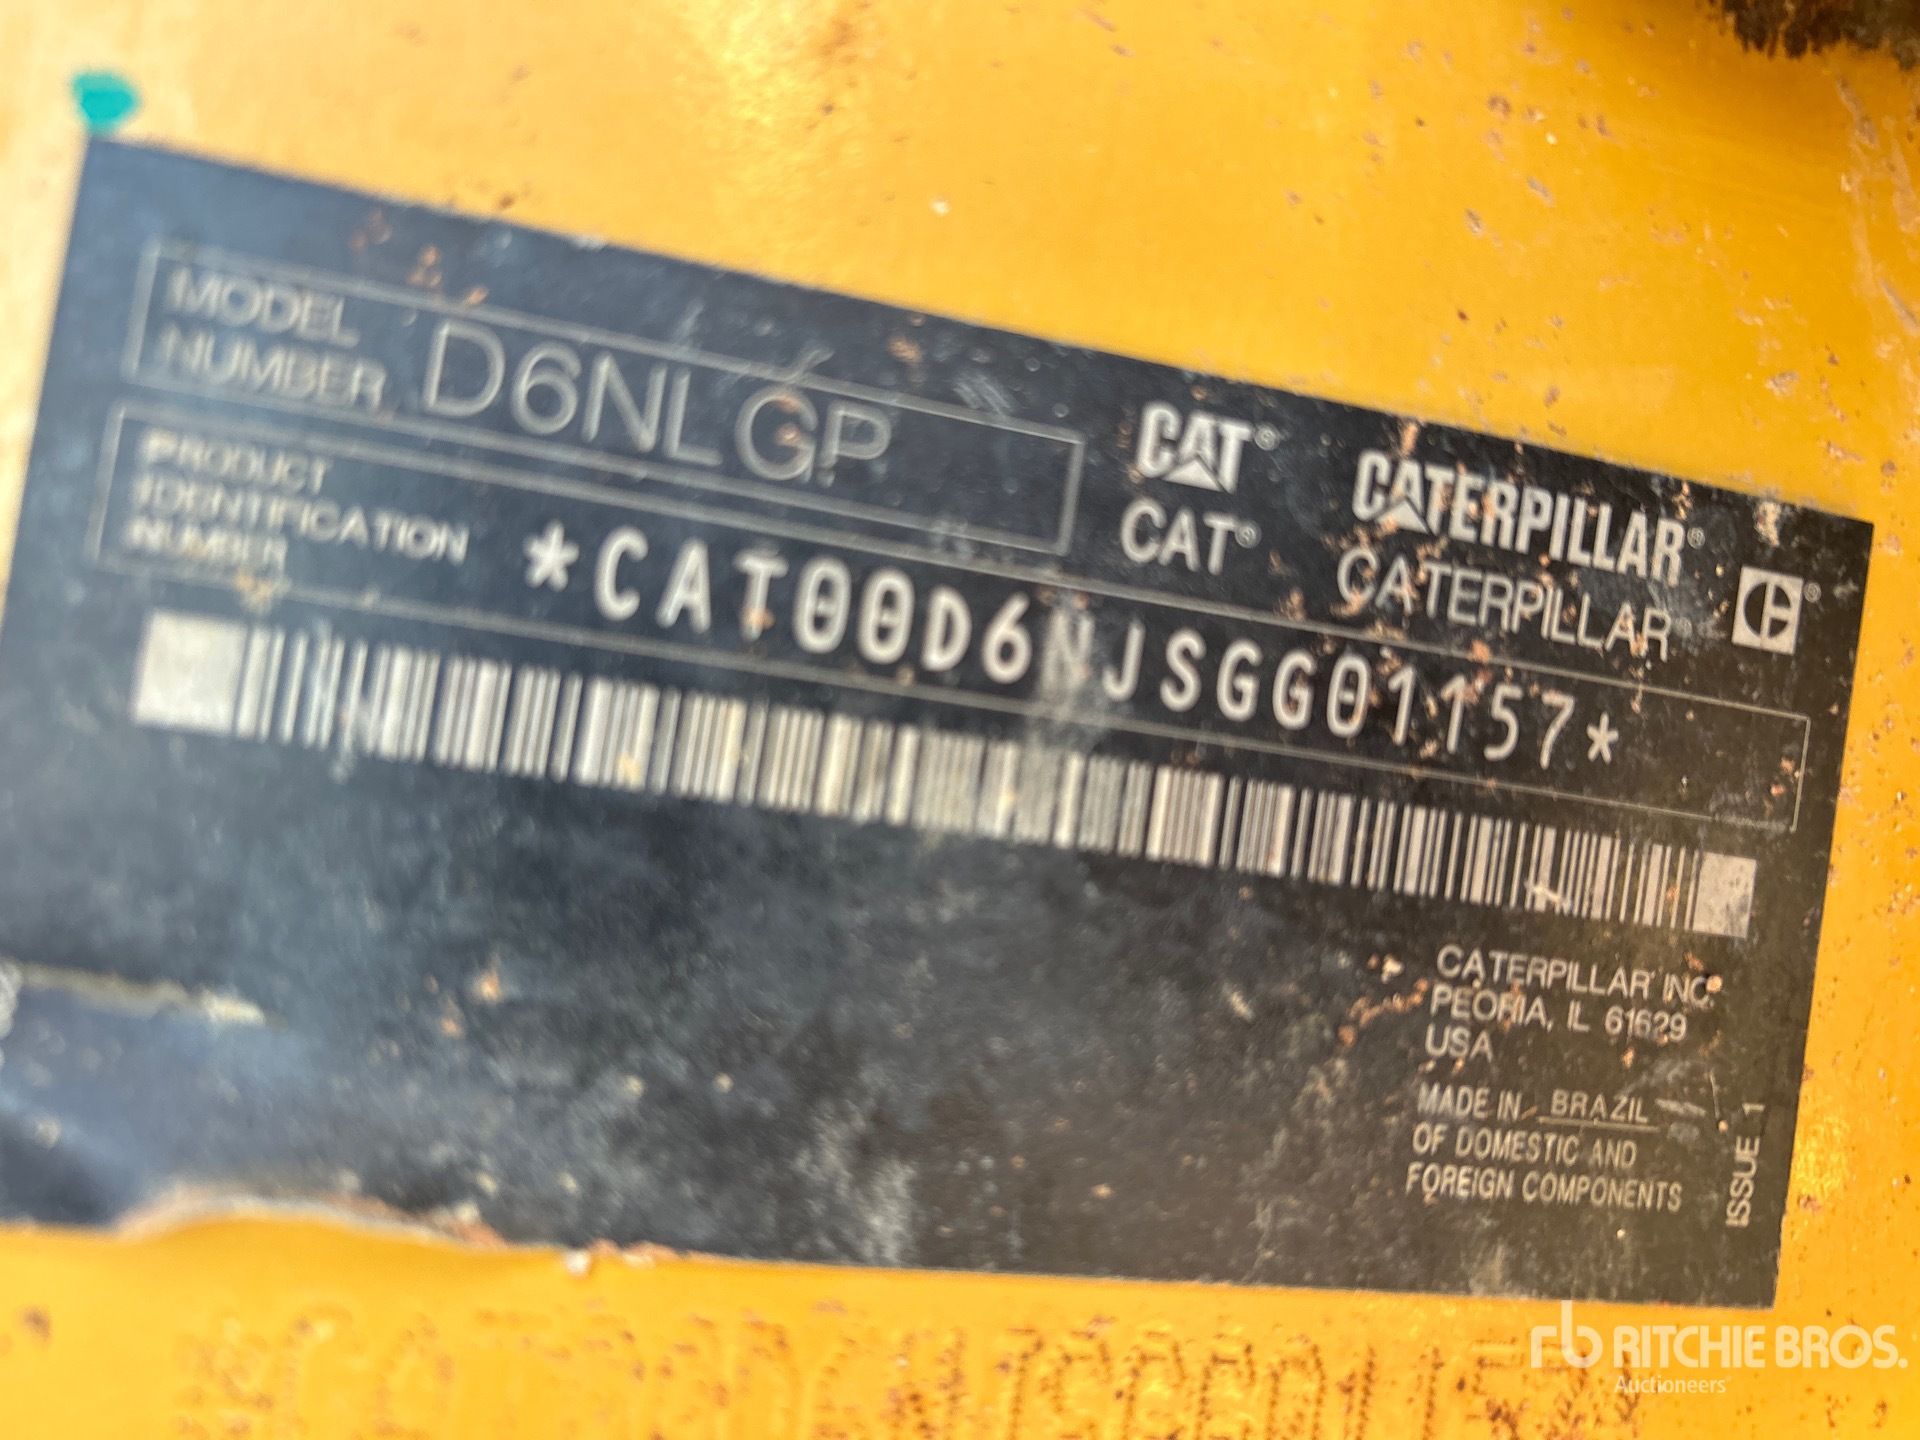 MODEL
NUMBER D6NLGP
PRODUCT
IDENTIFICATION
NUMBER
*CAT00D6NJSGG01157*
CAT® CATERPILLAR®
CAT® CATERPILLAR®
CATERPILLAR INC.
PEORIA, IL 61629
USA
MADE IN BRAZIL
OF DOMESTIC AND
FOREIGN COMPONENTS
ISSUE 1
rb RITCHIE BROS.
Auctioneers